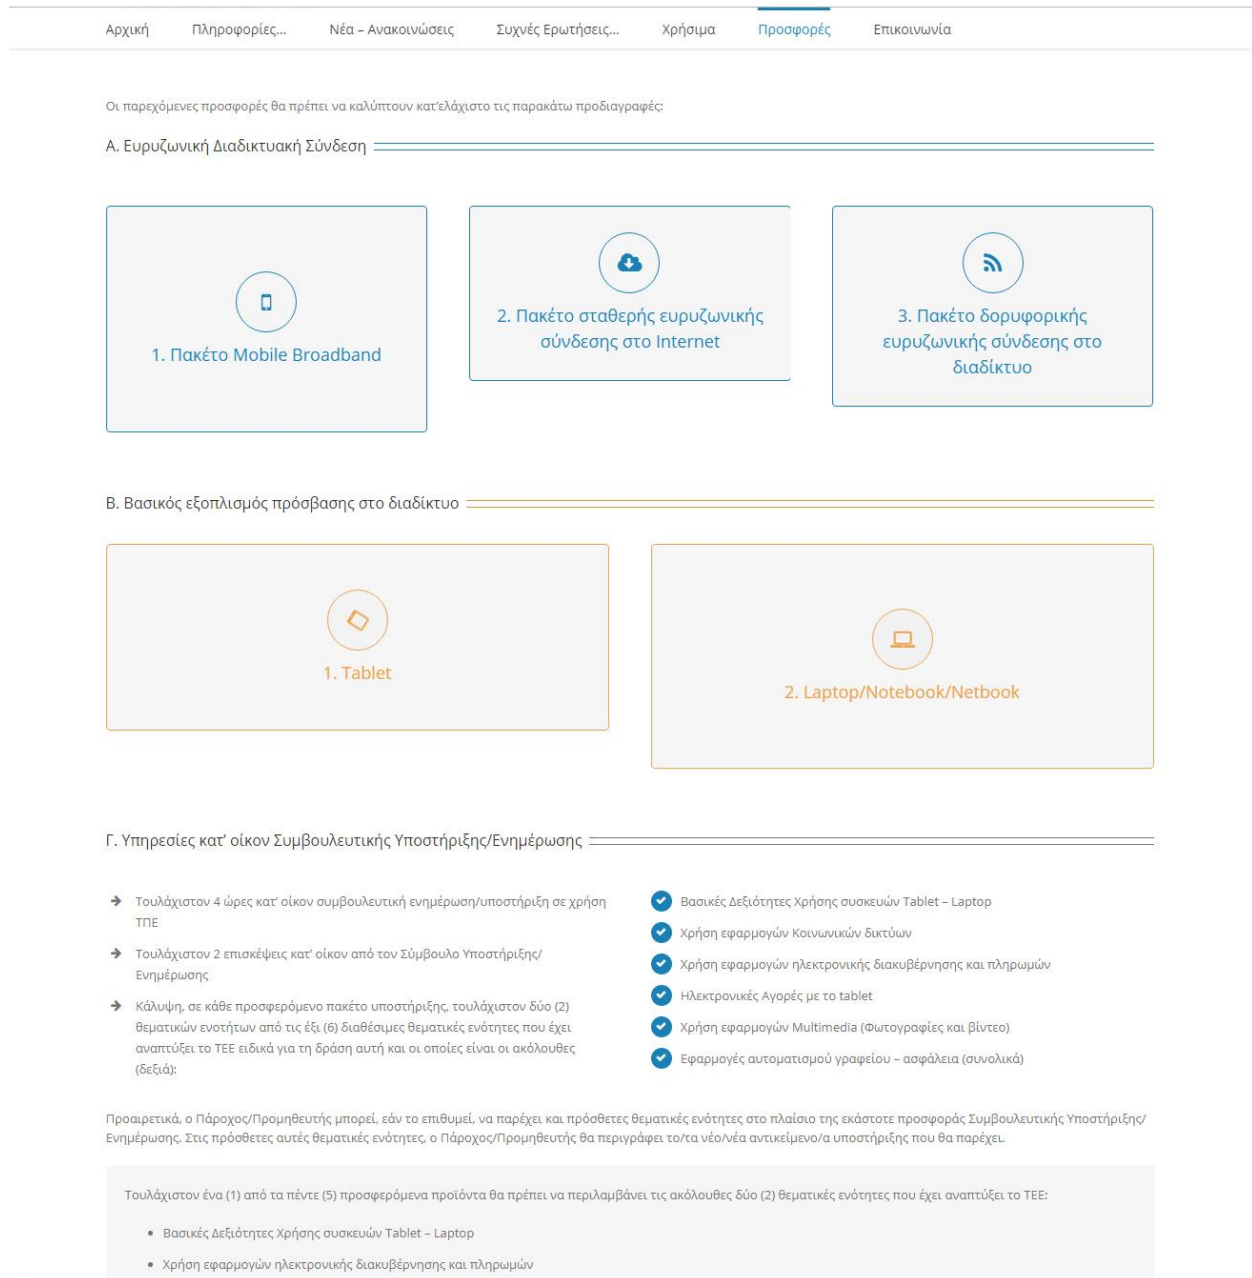 Αρχική Πληροφορίες... Νέα – Ανακοινώσεις Συχνές Ερωτήσεις... Χρήσιμα Προσφορές Επικοινωνία
Οι παρεχόμενες προσφορές θα πρέπει να καλύπτουν κατ’ελάχιστο τις παρακάτω προδιαγραφές:
Α. Ευρυζωνική Διαδικτυακή Σύνδεση
1. Πακέτο Mobile Broadband
2. Πακέτο σταθερής ευρυζωνικής
σύνδεσης στο Internet
3. Πακέτο δορυφορικής
ευρυζωνικής σύνδεσης στο
διαδίκτυο
Β. Βασικός εξοπλισμός πρόσβασης στο διαδίκτυο
1. Tablet
2. Laptop/Notebook/Netbook
Γ. Υπηρεσίες κατ’ οίκον Συμβουλευτικής Υποστήριξης/Ενημέρωσης
Τουλάχιστον 4 ώρες κατ’ οίκον συμβουλευτική ενημέρωση/υποστήριξη σε χρήση
ΤΠΕ
Τουλάχιστον 2 επισκέψεις κατ’ οίκον από τον Σύμβουλο Υποστήριξης/
Ενημέρωσης
Κάλυψη, σε κάθε προσφερόμενο πακέτο υποστήριξης, τουλάχιστον δύο (2)
θεματικών ενοτήτων από τις έξι (6) διαθέσιμες θεματικές ενότητες που έχει
αναπτύξει το ΤΕΕ ειδικά για τη δράση αυτή και οι οποίες είναι οι ακόλουθες
(δεξιά):
Βασικές Δεξιότητες Χρήσης συσκευών Tablet – Laptop
Χρήση εφαρμογών Κοινωνικών δικτύων
Χρήση εφαρμογών ηλεκτρονικής διακυβέρνησης και πληρωμών
Ηλεκτρονικές Αγορές με το tablet
Χρήση εφαρμογών Multimedia (Φωτογραφίες και βίντεο)
Εφαρμογές αυτοματισμού γραφείου – ασφάλεια (συνολικά)
Προαιρετικά, ο Πάροχος/Προμηθευτής μπορεί, εάν το επιθυμεί, να παρέχει και πρόσθετες θεματικές ενότητες στο πλαίσιο της εκάστοτε προσφοράς Συμβουλευτικής Υποστήριξης/
Ενημέρωσης. Στις πρόσθετες αυτές θεματικές ενότητες, ο Πάροχος/Προμηθευτής θα περιγράφει το/τα νέο/νέα αντικείμενο/α υποστήριξης που θα παρέχει.
Τουλάχιστον ένα (1) από τα πέντε (5) προσφερόμενα προϊόντα θα πρέπει να περιλαμβάνει τις ακόλουθες δύο (2) θεματικές ενότητες που έχει αναπτύξει το ΤΕΕ:
• Βασικές Δεξιότητες Χρήσης συσκευών Tablet – Laptop
• Χρήση εφαρμογών ηλεκτρονικής διακυβέρνησης και πληρωμών